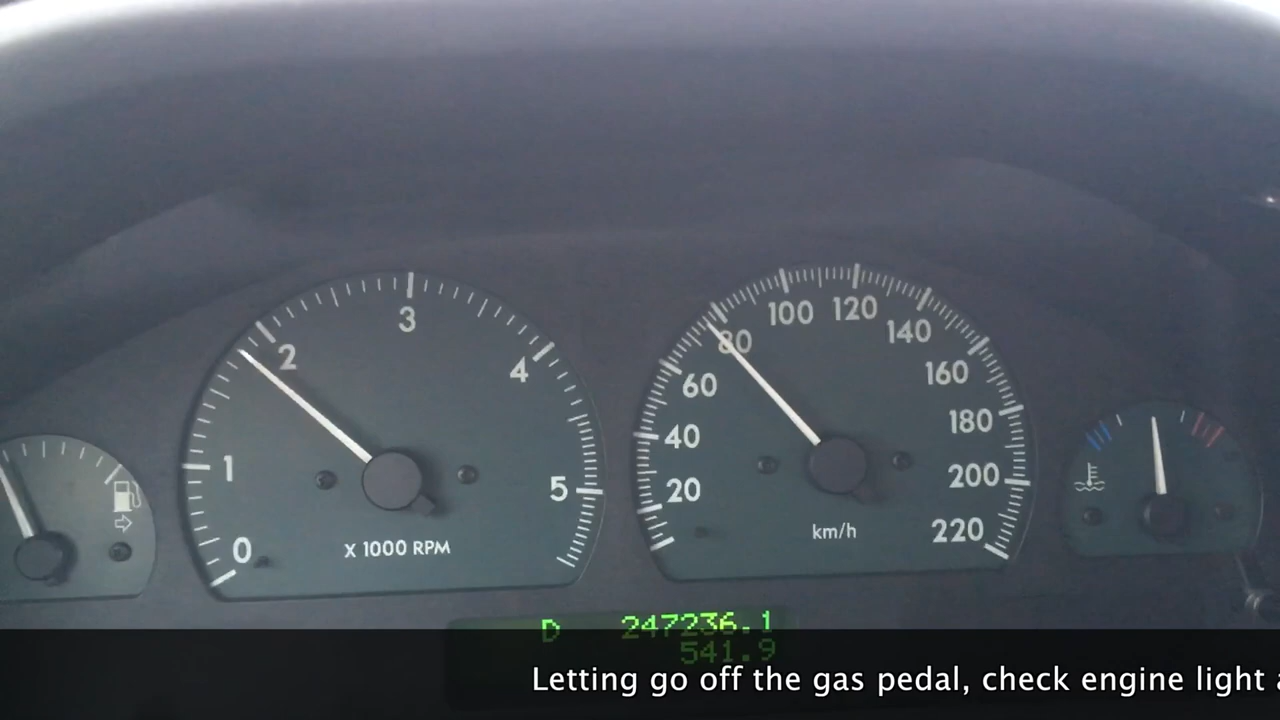 0 1 2 3 4 5
X 1000 RPM
20 40 60 80 100 120 140 160 180 200 220
km/h
D 247236.1
541.9
Letting go off the gas pedal, check engine light